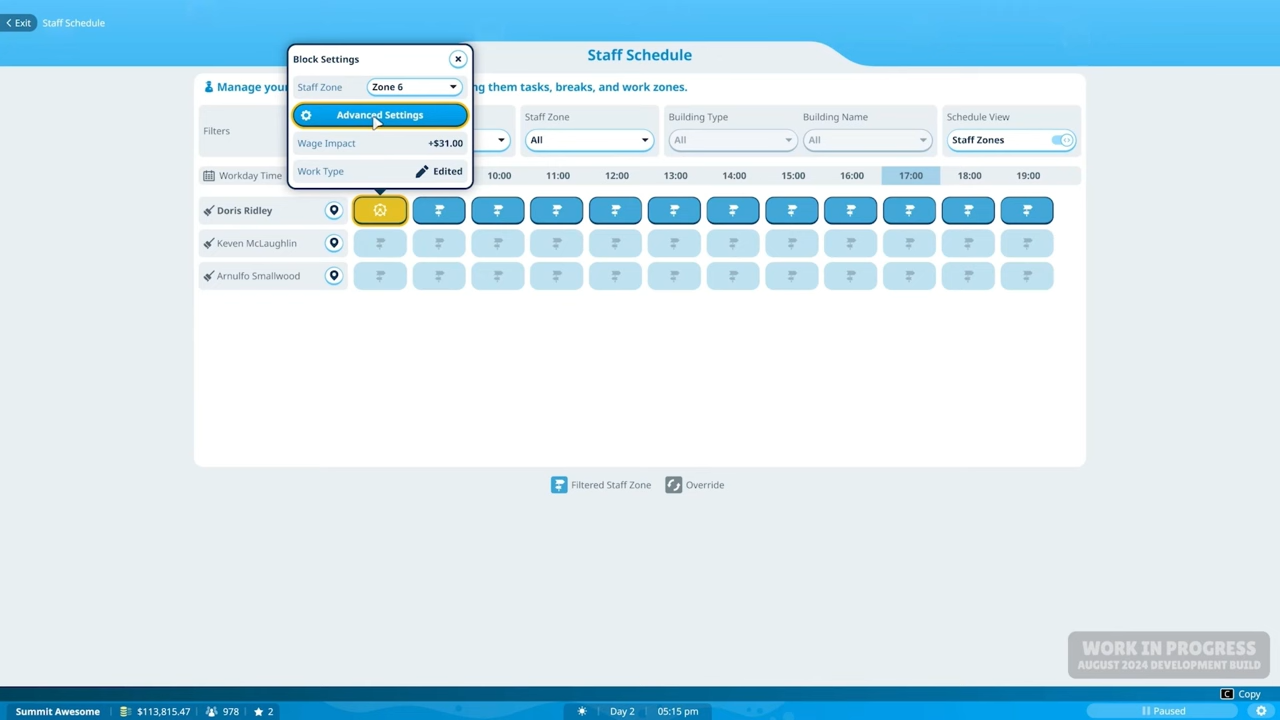 Exit Staff Schedule
Staff Schedule
Block Settings
Staff Zone Zone 6
Advanced Settings
Wage Impact +$31.00
Work Type Edited
Manage your
ng them tasks, breaks, and work zones.
Filters
Staff Zone Building Type Building Name Schedule View
All All All Staff Zones
Workday Time 10:00 11:00 12:00 13:00 14:00 15:00 16:00 17:00 18:00 19:00
Doris Ridley
Keven McLaughlin
Arnulfo Smallwood
Filtered Staff Zone Override
WORK IN PROGRESS
AUGUST 2024 DEVELOPMENT BUILD
C Copy
Summit Awesome $113,815.47 978 2 Day 2 05:15 pm Paused